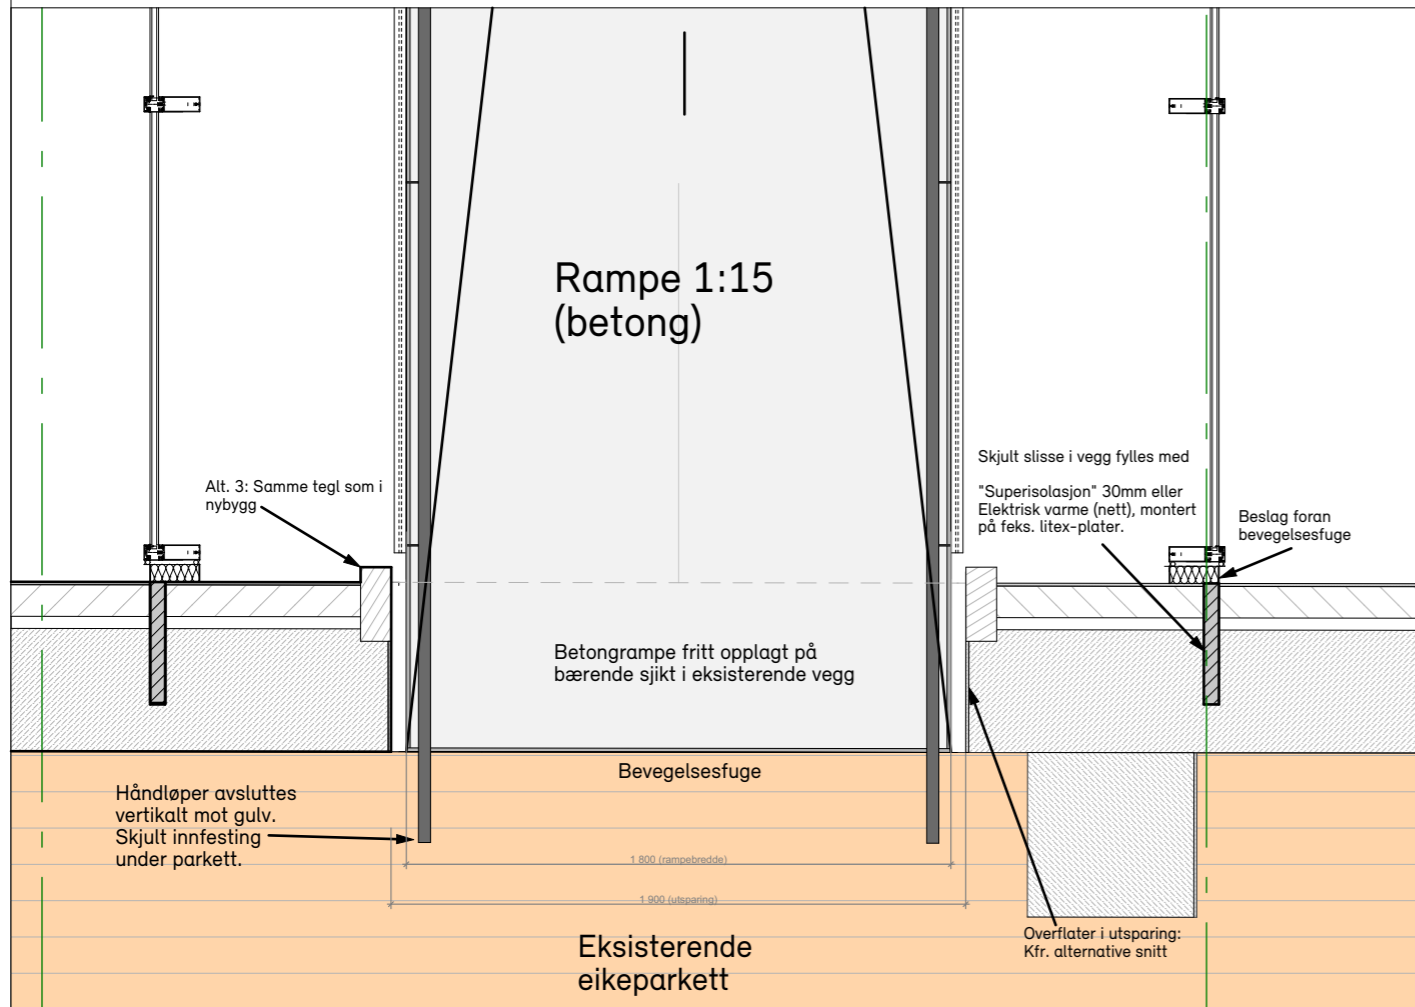 Rampe 1:15
(betong)
Alt. 3: Samme tegl som i
nybygg
Skjult slisse i vegg fylles med
"Superisolasjon" 30mm eller
Elektrisk varme (nett), montert
på feks. litex-plater.
Beslag foran
bevegelsesfuge
Betongrampe fritt opplagt på
bærende sjikt i eksisterende vegg
Bevegelsesfuge
Håndløper avsluttes
vertikalt mot gulv.
Skjult innfesting
under parkett.
1 800 (rampebredde)
1 900 (utsparing)
Overflater i utsparing:
Kfr. alternative snitt
Eksisterende
eikeparkett